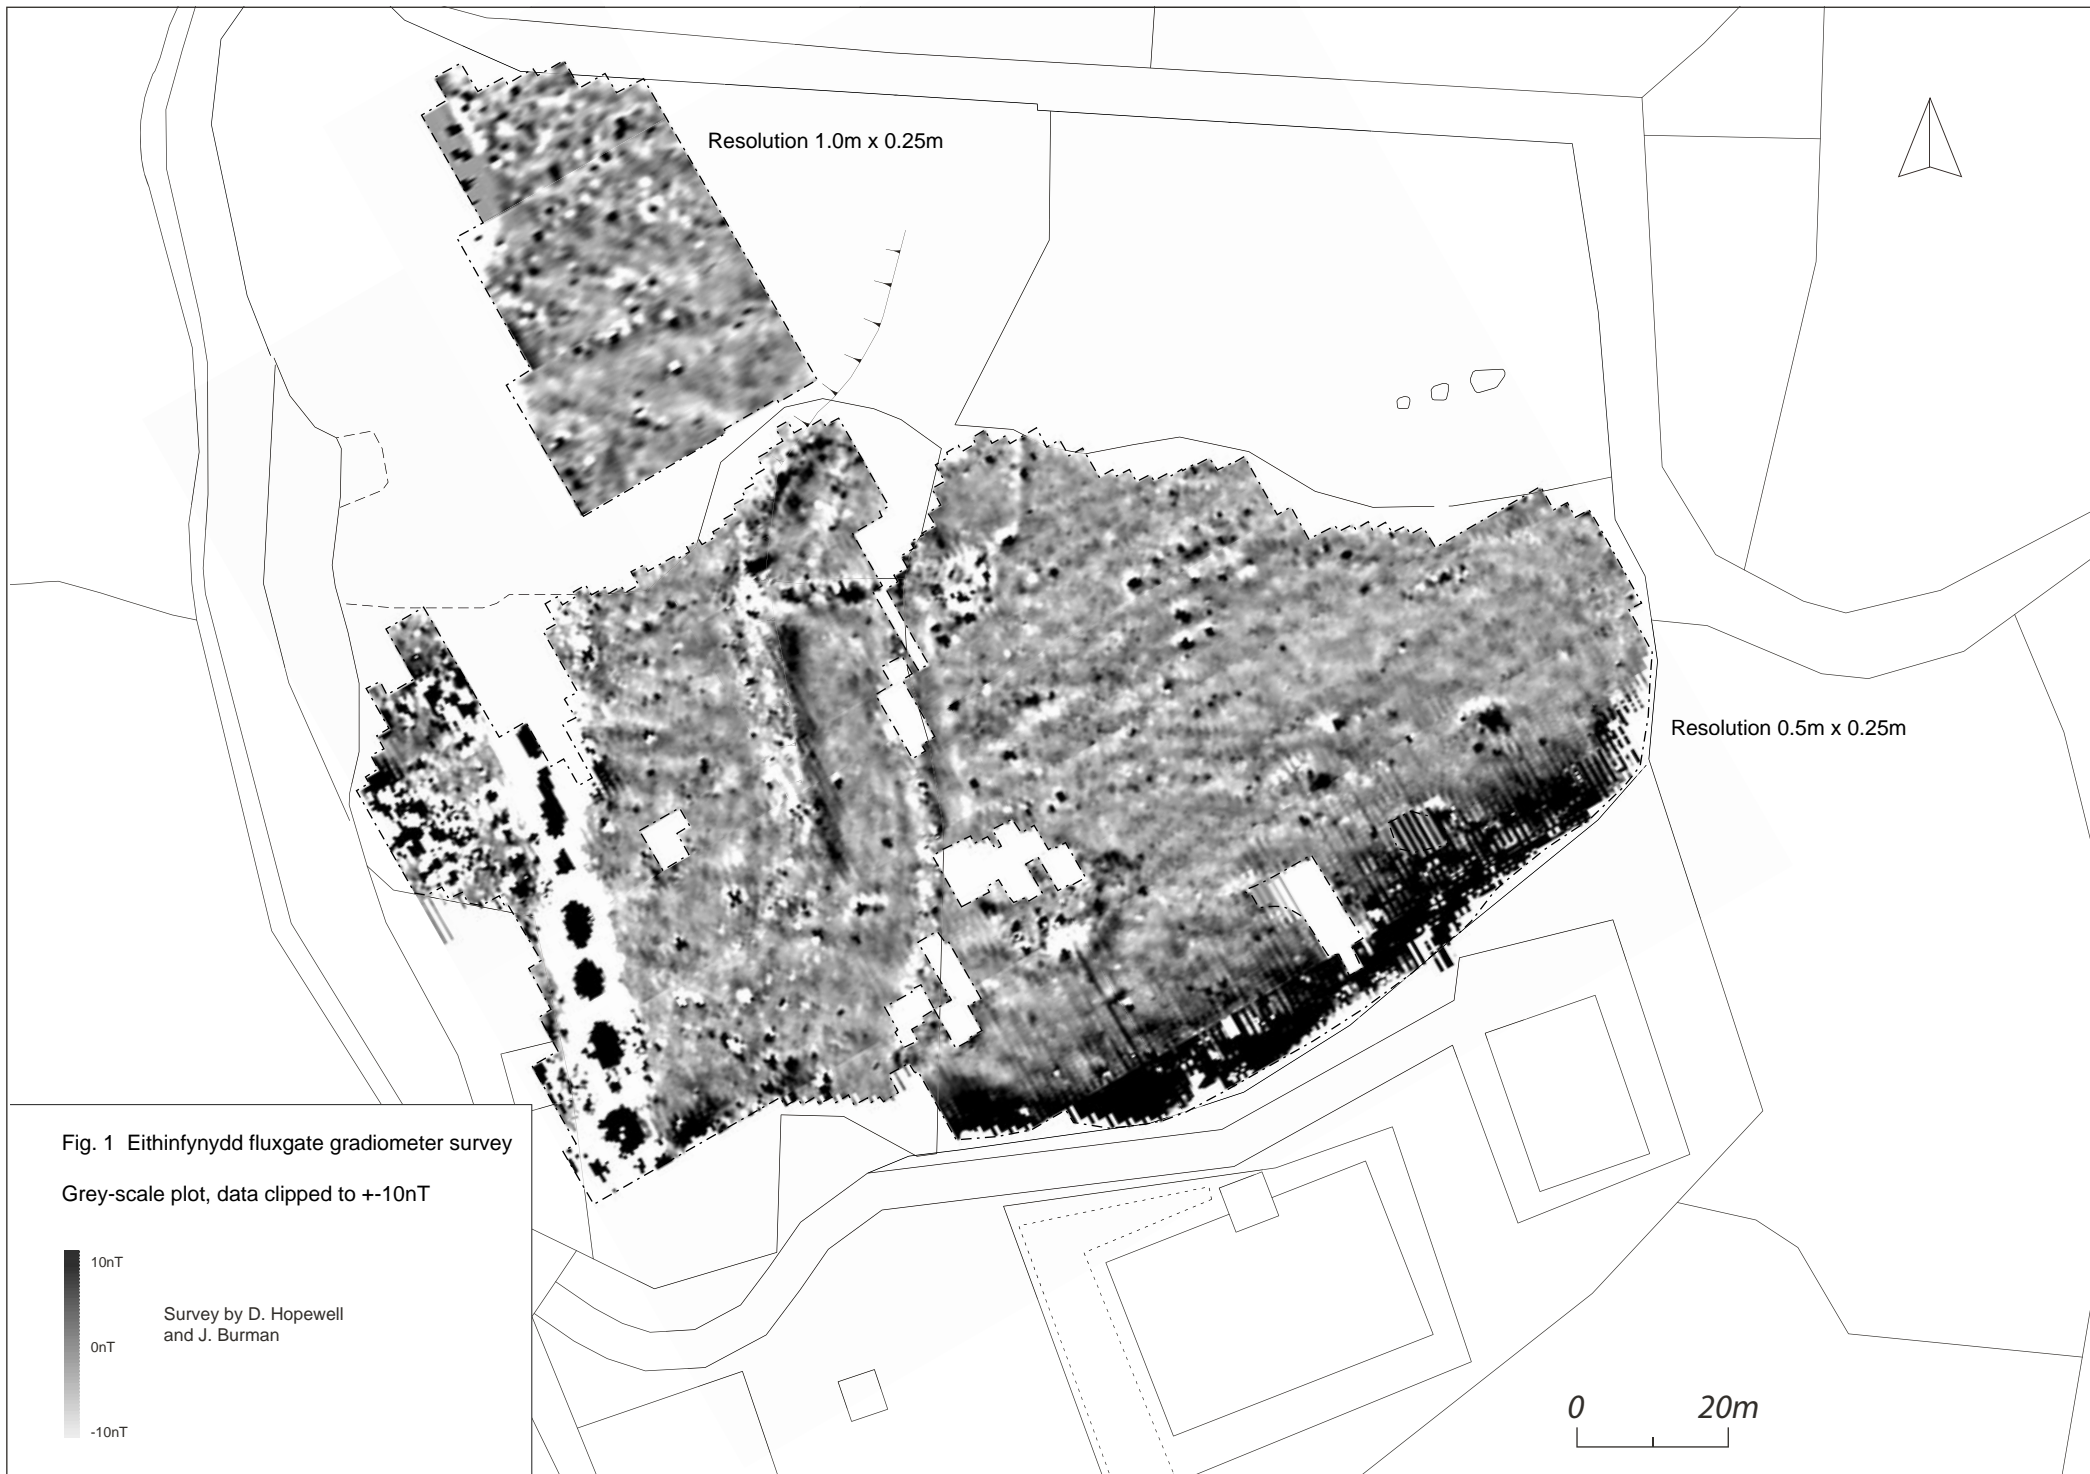 Resolution 1.0m x 0.25m
Resolution 0.5m x 0.25m
Fig. 1  Eithinfynydd fluxgate gradiometer survey
Grey-scale plot, data clipped to +-10nT
10nT
0nT
-10nT
Survey by D. Hopewell
and J. Burman
0
20m